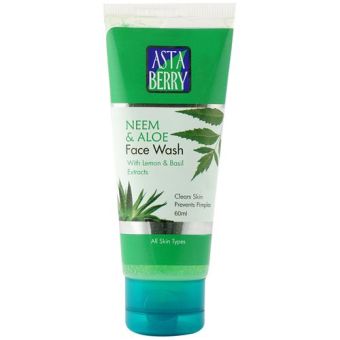 ASTA
BERRY
NEEM
& ALOE
Face Wash
With Lemon & Basil
Extracts
Clears Skin
Prevents Pimples
60ml
All Skin Types